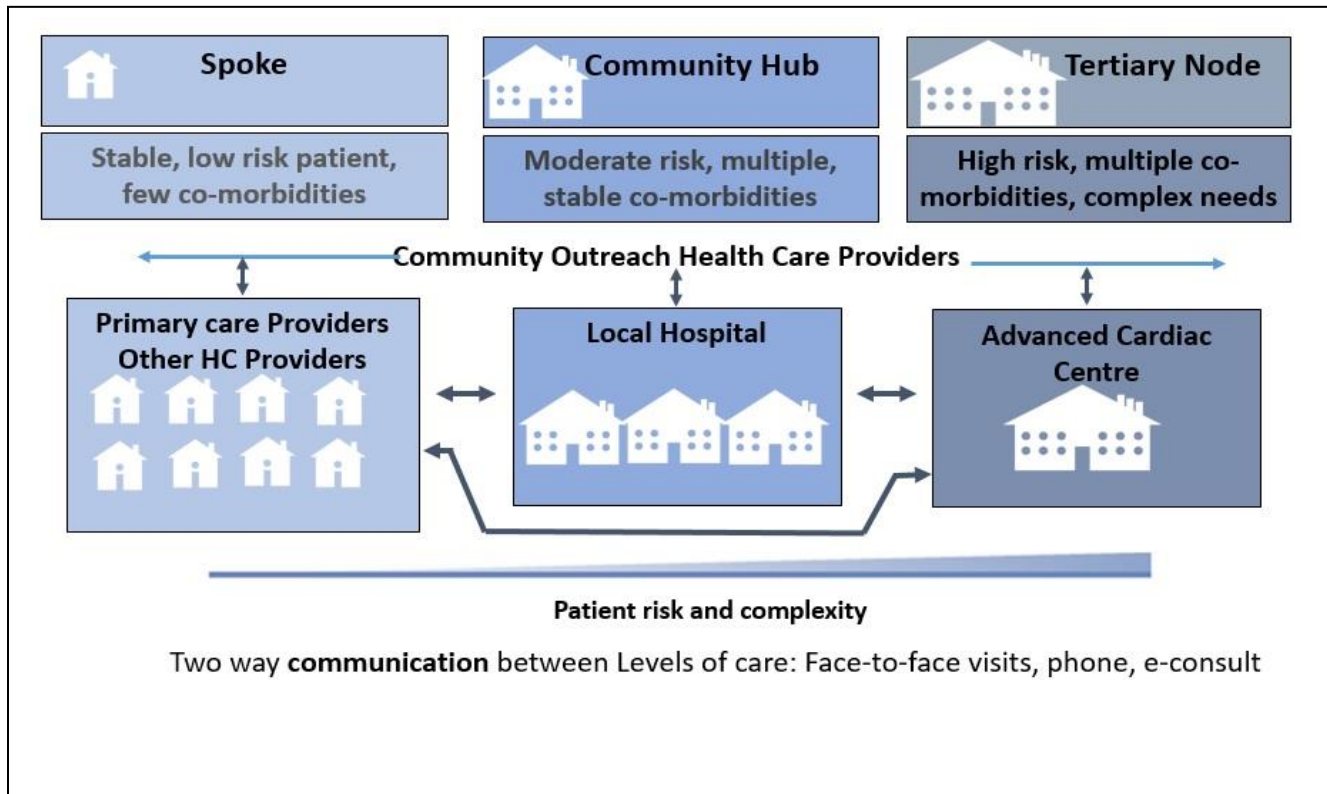 Spoke
Community Hub
Tertiary Node
Stable, low risk patient,
few co-morbidities
Moderate risk, multiple,
stable co-morbidities
High risk, multiple co-
morbidities, complex needs
Community Outreach Health Care Providers
Primary care Providers
Other HC Providers
Local Hospital
Advanced Cardiac
Centre
Patient risk and complexity
Two way communication between Levels of care: Face-to-face visits, phone, e-consult